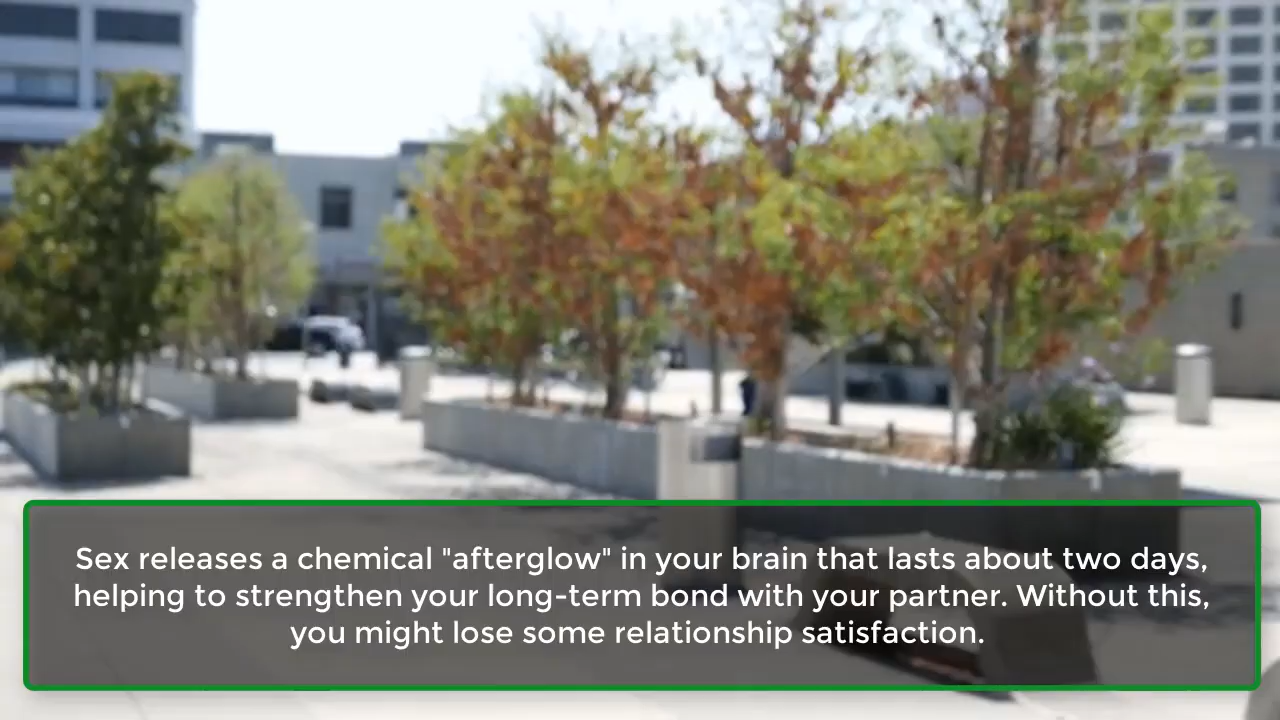 Sex releases a chemical "afterglow" in your brain that lasts about two days,
helping to strengthen your long-term bond with your partner. Without this,
you might lose some relationship satisfaction.